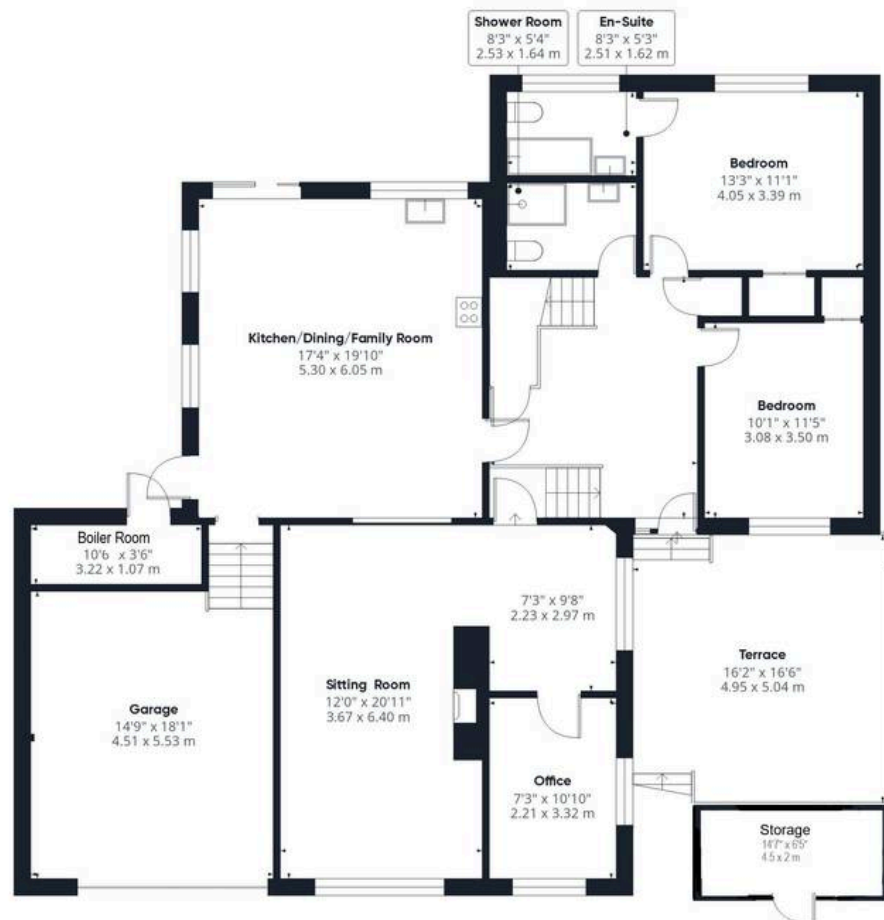 Shower Room
8'3" x 5'4"
2.53 x 1.64 m
En-Suite
8'3" x 5'3"
2.51 x 1.62 m
Bedroom
13'3" x 11'1"
4.05 x 3.39 m
Kitchen/Dining/Family Room
17'4" x 19'10"
5.30 x 6.05 m
Bedroom
10'1" x 11'5"
3.08 x 3.50 m
Boiler Room
10'6 x 3'6"
3.22 x 1.07 m
7'3" x 9'8"
2.23 x 2.97 m
Terrace
16'2" x 16'6"
4.95 x 5.04 m
Sitting Room
12'0" x 20'11"
3.67 x 6.40 m
Garage
14'9" x 18'1"
4.51 x 5.53 m
Office
7'3" x 10'10"
2.21 x 3.32 m
Storage
14'7" x 6'5"
4.5 x 2 m